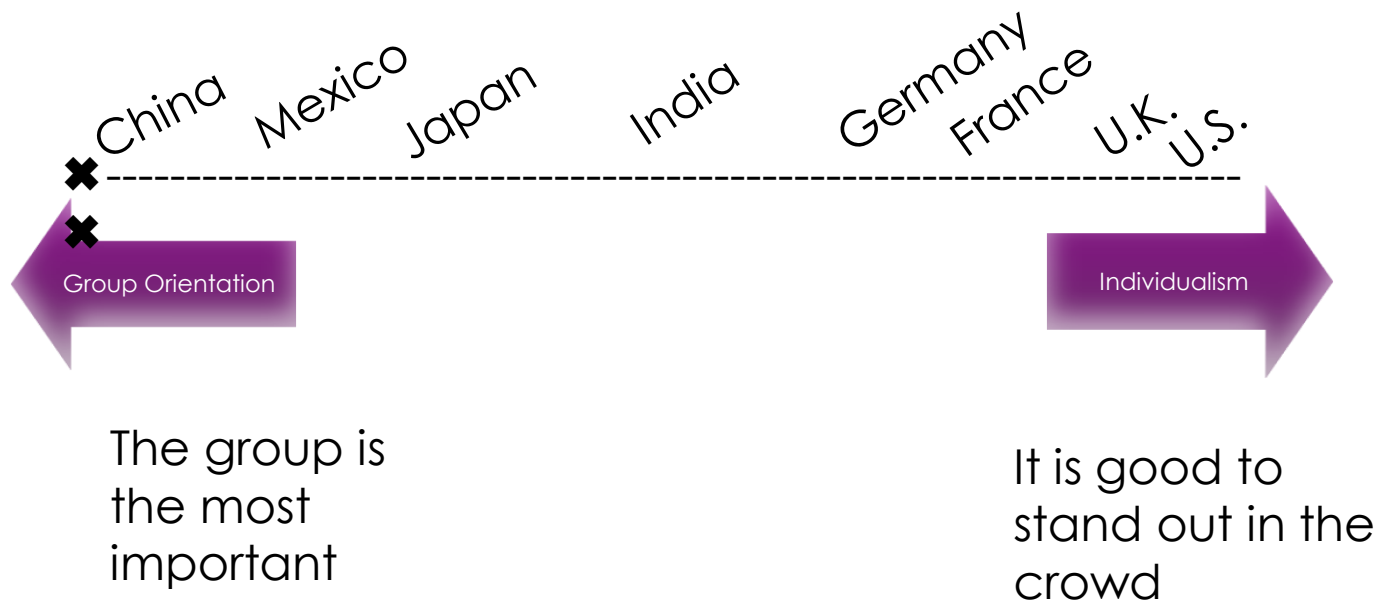 China Mexico Japan India Germany France U.K. U.S.
Group Orientation
Individualism
The group is
the most
important
It is good to
stand out in the
crowd